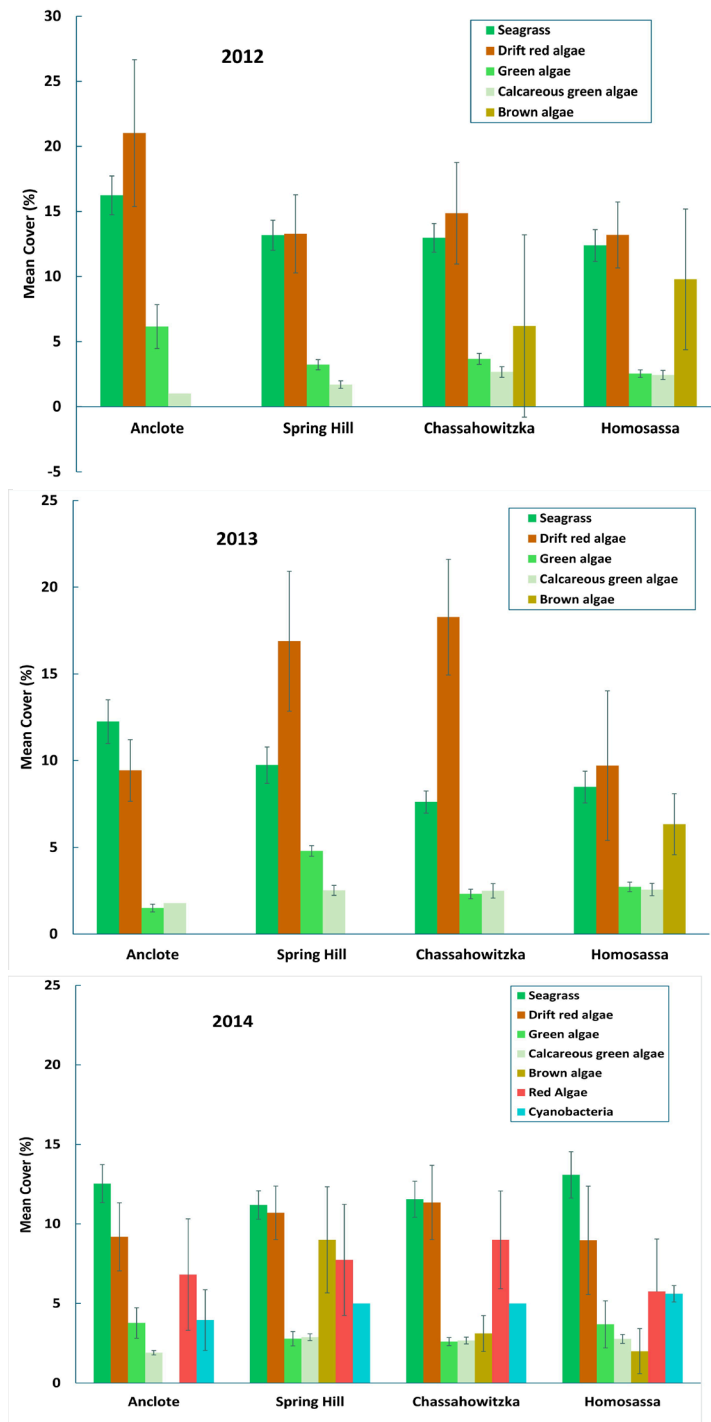 30
25
20
15
10
5
0
-5
Mean Cover (%)
2012
Seagrass
Drift red algae
Green algae
Calcareous green algae
Brown algae
Anclote
Spring Hill
Chassahowitzka
Homosassa
25
20
15
10
5
0
Mean Cover (%)
2013
Seagrass
Drift red algae
Green algae
Calcareous green algae
Brown algae
Anclote
Spring Hill
Chassahowitzka
Homosassa
25
20
15
10
5
0
Mean Cover (%)
2014
Seagrass
Drift red algae
Green algae
Calcareous green algae
Brown algae
Red Algae
Cyanobacteria
Anclote
Spring Hill
Chassahowitzka
Homosassa